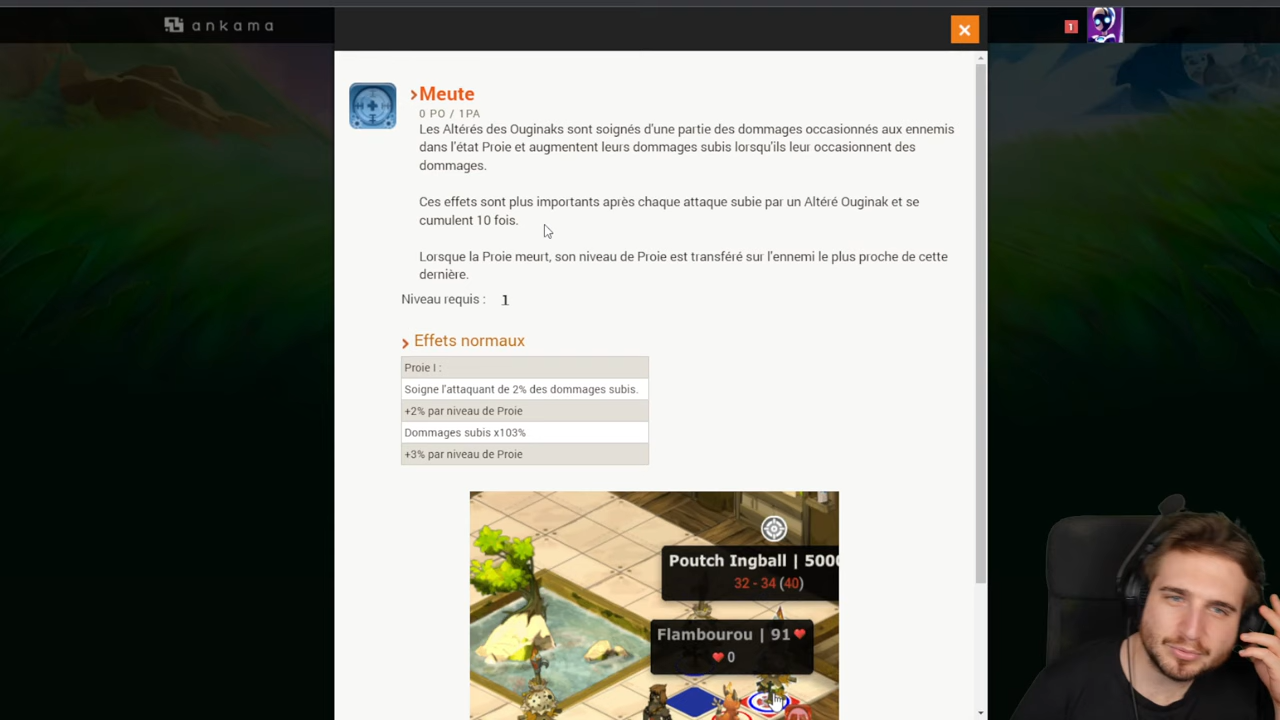 ankama
1
Meute
0 PO / 1PA
Les Altérés des Ouginaks sont soignés d'une partie des dommages occasionnés aux ennemis
dans l'état Proie et augmentent leurs dommages subis lorsqu'ils leur occasionnent des
dommages.
Ces effets sont plus importants après chaque attaque subie par un Altéré Ouginak et se
cumulent 10 fois.
Lorsque la Proie meurt, son niveau de Proie est transféré sur l'ennemi le plus proche de cette
dernière.
Niveau requis : 1
Effets normaux
Proie I :
Soigne l'attaquant de 2% des dommages subis.
+2% par niveau de Proie
Dommages subis x103%
+3% par niveau de Proie
Poutch Ingball | 5000
32 - 34 (40)
Flambourou | 91
0